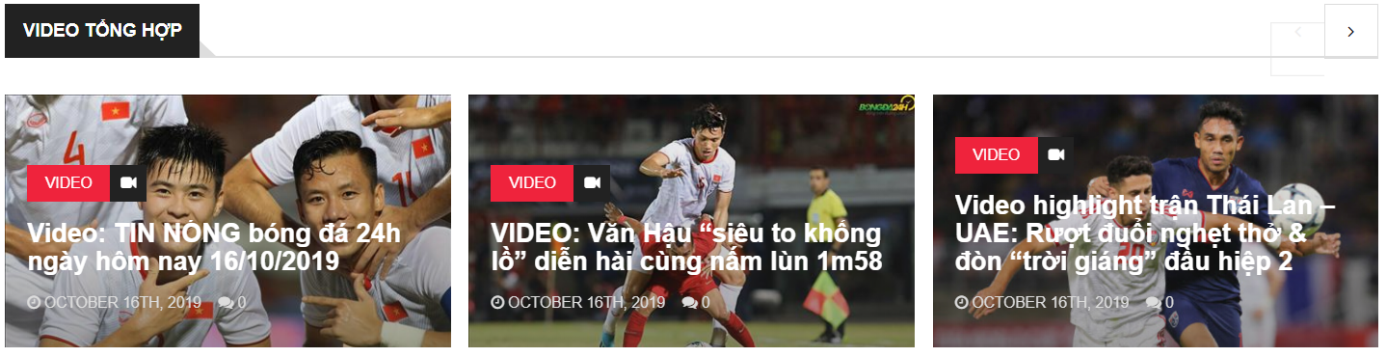 VIDEO TỔNG HỢP
VIDEO
Video: TIN NÓNG bóng đá 24h
ngày hôm nay 16/10/2019
OCTOBER 16TH, 2019 0
BONGDA24H
VIDEO
VIDEO: Văn Hậu “siêu to khổng
lồ” diễn hài cùng nấm lùn 1m58
OCTOBER 16TH, 2019 0
VIDEO
Video highlight trận Thái Lan –
UAE: Rượt đuổi nghẹt thở &
đòn “trời giáng” đầu hiệp 2
OCTOBER 16TH, 2019 0